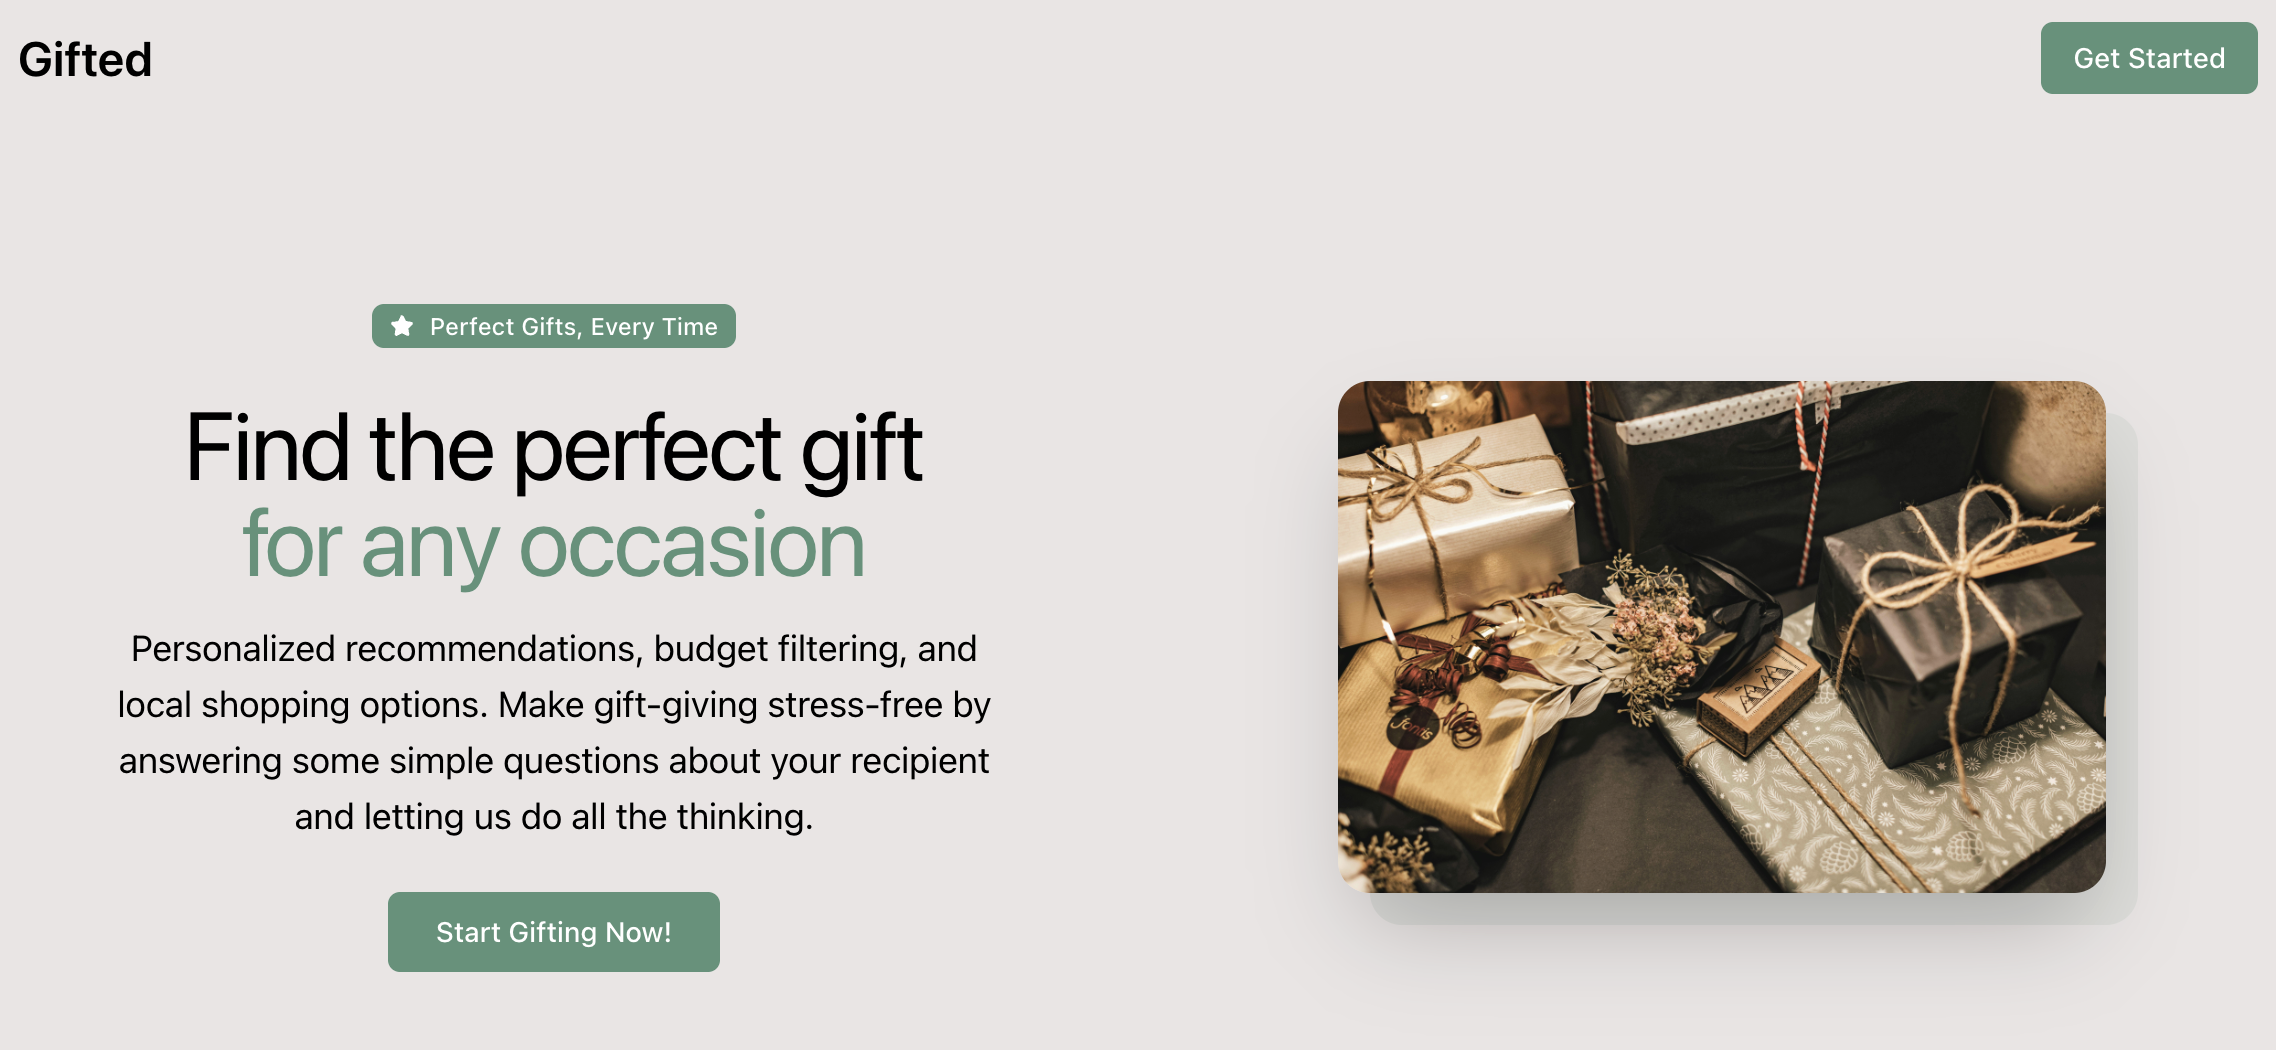 Gifted
Get Started
Perfect Gifts, Every Time
Find the perfect gift
for any occasion
Personalized recommendations, budget filtering, and
local shopping options. Make gift-giving stress-free by
answering some simple questions about your recipient
and letting us do all the thinking.
Start Gifting Now!